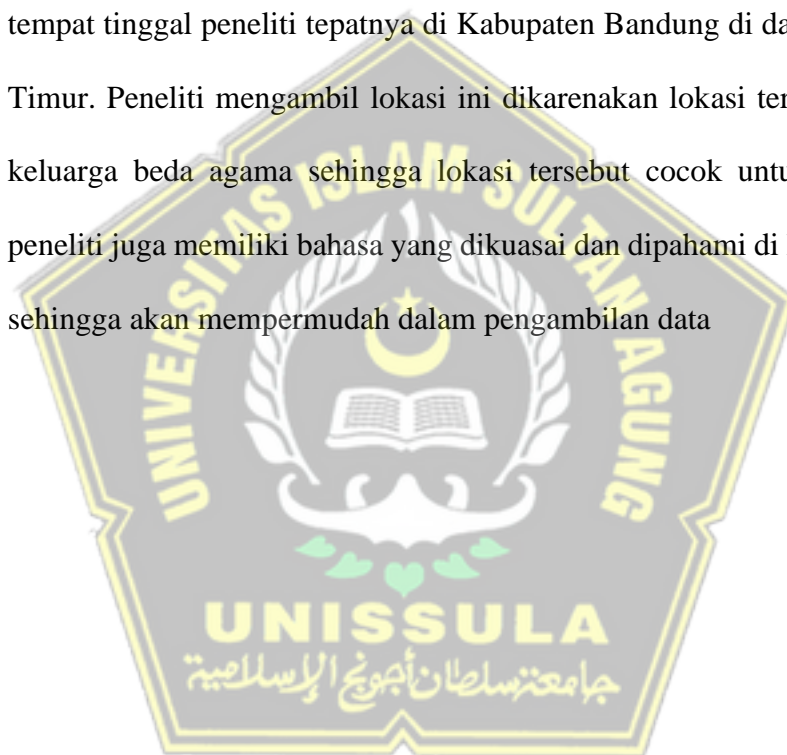 tempat tinggal peneliti tepatnya di Kabupaten Bandung di da
Timur. Peneliti mengambil lokasi ini dikarenakan lokasi ter
keluarga beda agama sehingga lokasi tersebut cocok untu
peneliti juga memiliki bahasa yang dikuasai dan dipahami di
sehingga akan mempermudah dalam pengambilan data
UNIVERSITAS ISLAM SULTAN AGUNG
UNISSULA
جامعتنسلطان أجونج الإسلامية